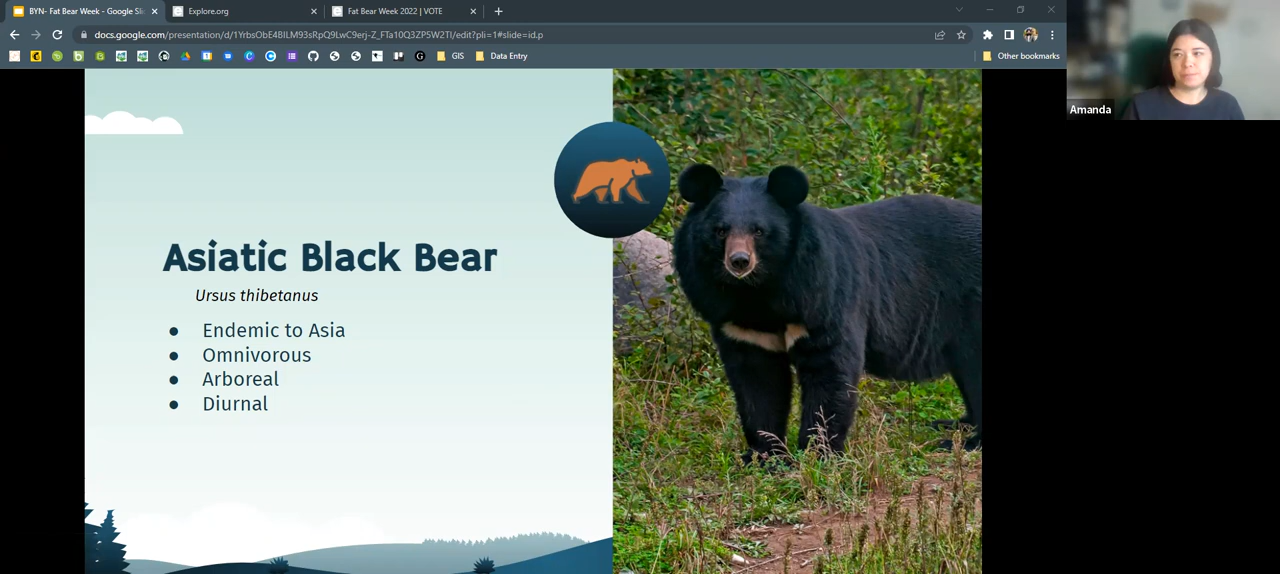 BYN- Fat Bear Week - Google Sli
Explore.org
Fat Bear Week 2022 | VOTE
docs.google.com/presentation/d/1YrbsObE4BILM93sRpQ9LwC9erj-Z_FTa10Q3ZP5W2TI/edit?pli=1#slide=id.p
GIS
Data Entry
Other bookmarks
Amanda
Asiatic Black Bear
Ursus thibetanus
● Endemic to Asia
● Omnivorous
● Arboreal
● Diurnal